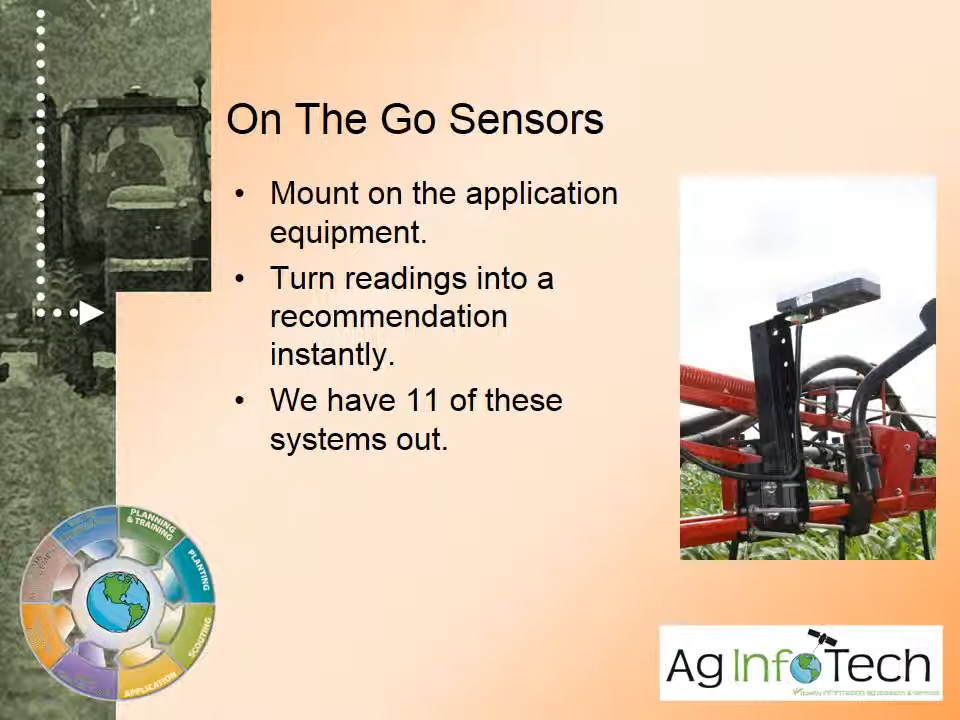 On The Go Sensors
• Mount on the application
equipment.
• Turn readings into a
recommendation
instantly.
• We have 11 of these
systems out.
PLANNING
& TRAINING
PLANTING
SCOUTING
APPLICATION
Ag InfoTech